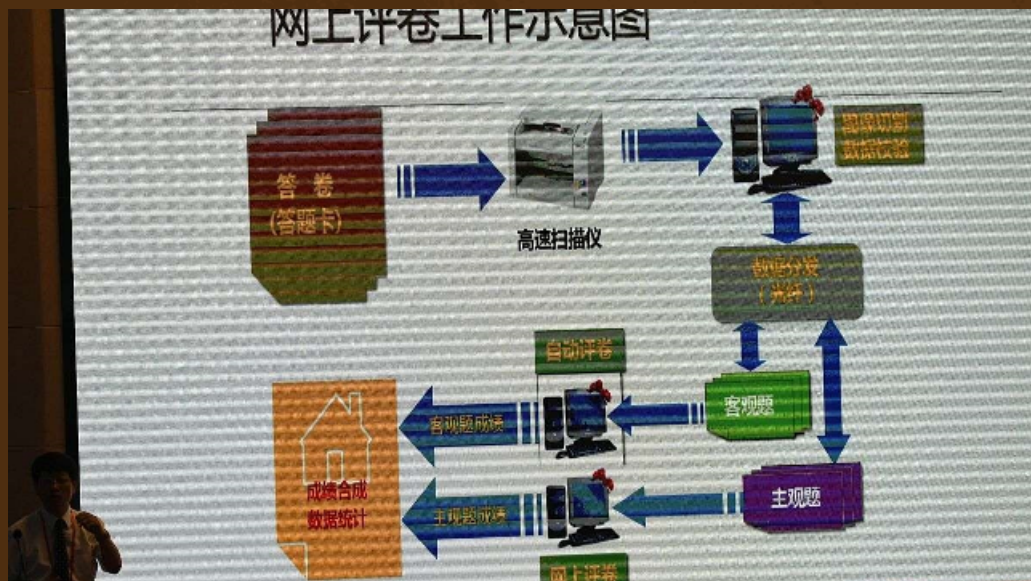 网上评卷工作示意图
答 卷
(答题卡)
高速扫描仪
图像切割
数据校验
数据分发
(光纤)
自动评卷
客观题
客观题成绩
成绩合成
数据统计
主观题
主观题成绩
网上评卷